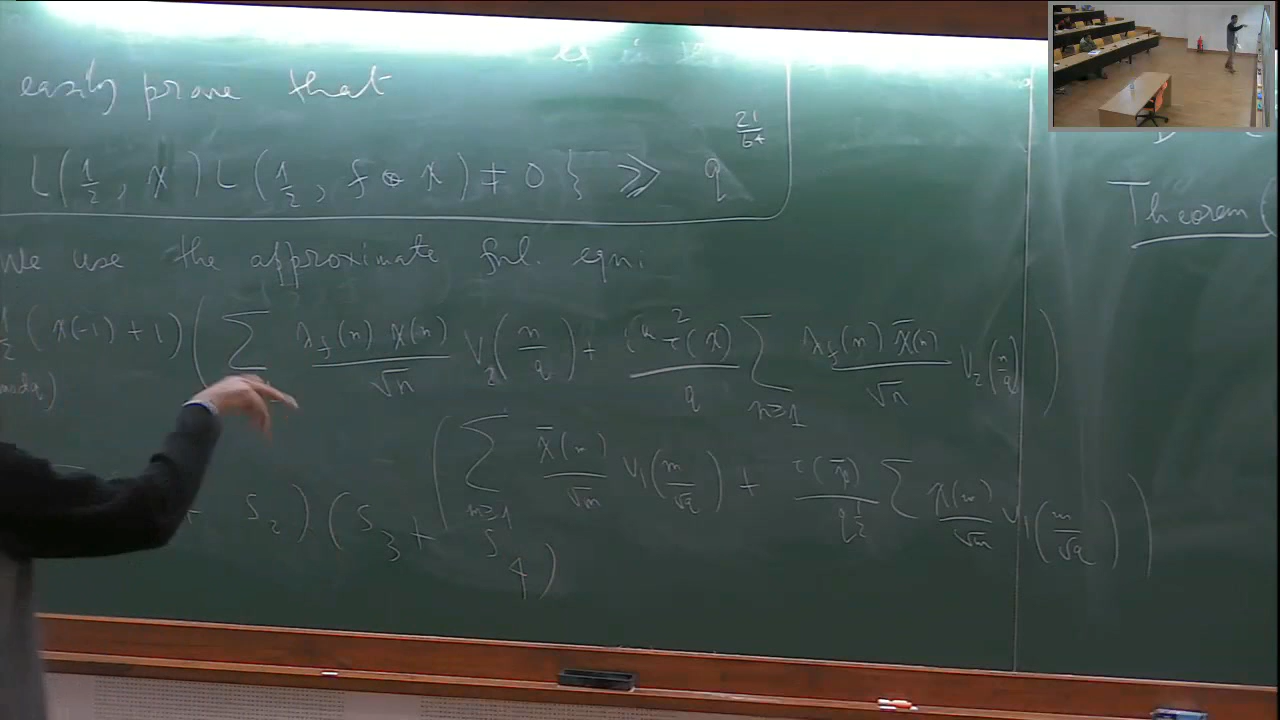 easily prove that
L(1/2, χ) L(1/2, f ⊗ χ) ≠ 0 } ≫ q^{21/64}
We use the approximate fnl. eqn.
1/2 (χ(-1) + 1) ( Σ λ_f(n) χ(n) / √n V_2(n/q) + i^k τ^2(χ) / q Σ_{n≥1} λ_f(n) χ̄(n) / √n V_2(n/q) )
mod q)
( Σ_{m≥1} χ̄(m) / √m V_1(m/√q) + τ(χ̄) / q^{1/2} Σ χ(m) / √m V_1(m/√q) )
+ S_2) · (S_3 + S_4)
Theorem (